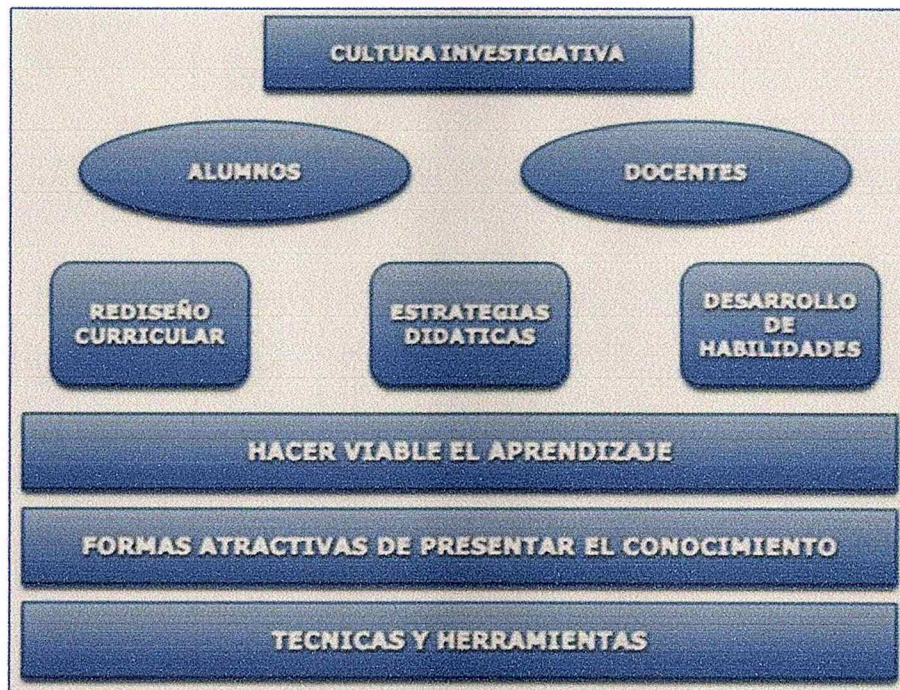 CULTURA INVESTIGATIVA
ALUMNOS
DOCENTES
REDISEÑO
CURRICULAR
ESTRATEGIAS
DIDATICAS
DESARROLLO
DE
HABILIDADES
HACER VIABLE EL APRENDIZAJE
FORMAS ATRACTIVAS DE PRESENTAR EL CONOCIMIENTO
TECNICAS Y HERRAMIENTAS